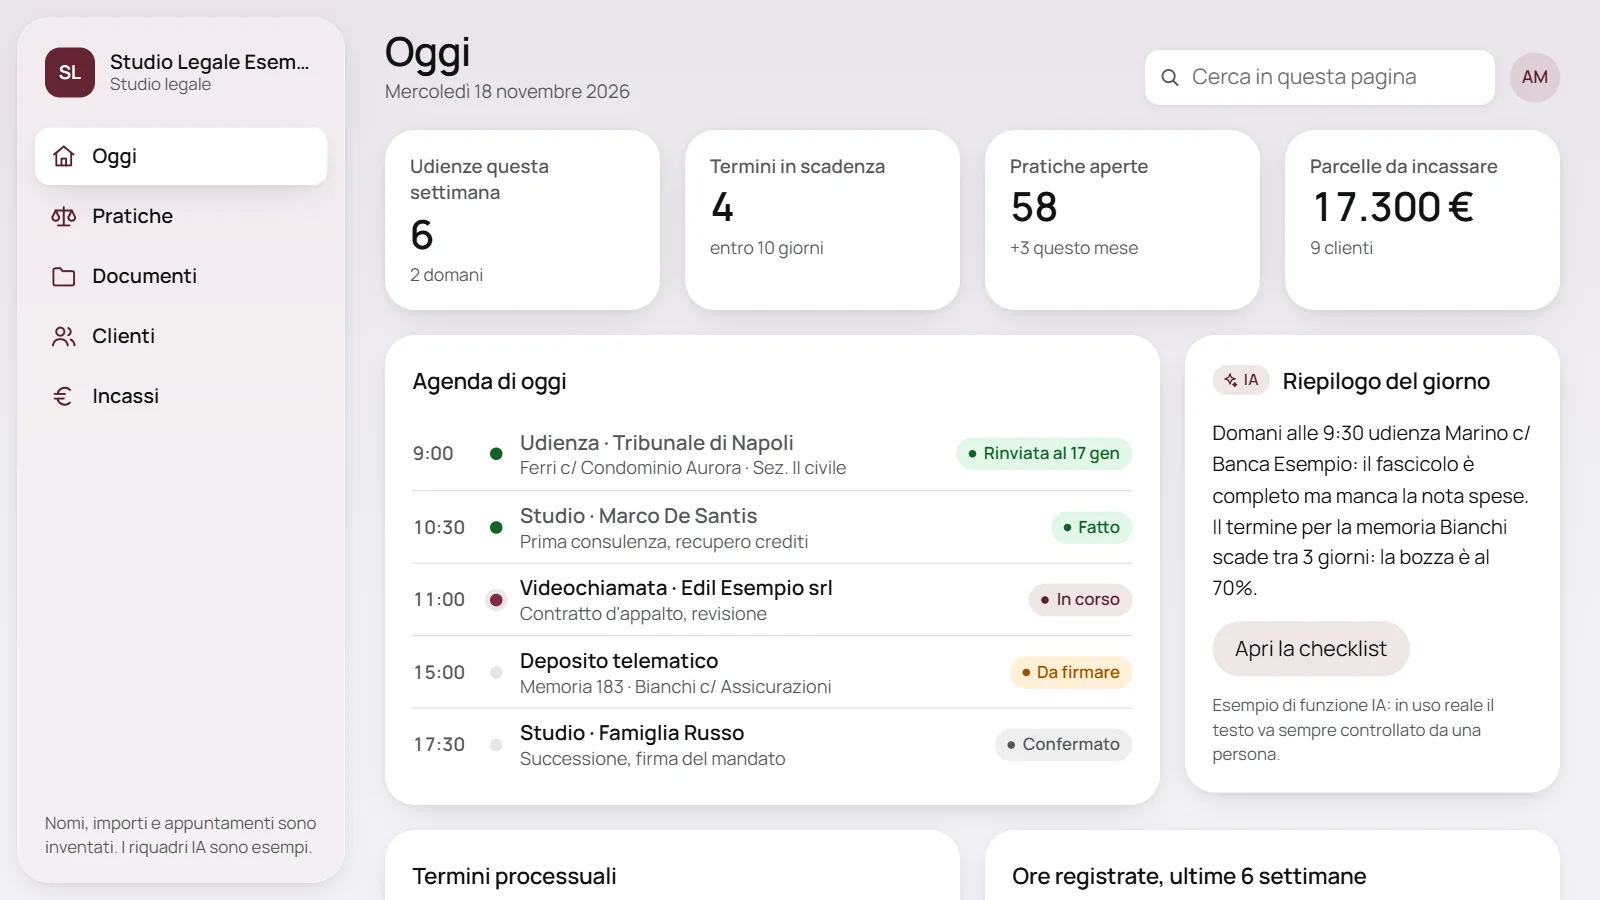 SL
Studio Legale Esem...
Studio legale
Oggi
Pratiche
Documenti
Clienti
Incassi
Nomi, importi e appuntamenti sono
inventati. I riquadri IA sono esempi.
Oggi
Mercoledì 18 novembre 2026
Cerca in questa pagina
AM
Udienze questa
settimana
6
2 domani
Termini in scadenza
4
entro 10 giorni
Pratiche aperte
58
+3 questo mese
Parcelle da incassare
17.300 €
9 clienti
Agenda di oggi
9:00
Udienza · Tribunale di Napoli
Ferri c/ Condominio Aurora · Sez. II civile
Rinviata al 17 gen
10:30
Studio · Marco De Santis
Prima consulenza, recupero crediti
Fatto
11:00
Videochiamata · Edil Esempio srl
Contratto d'appalto, revisione
In corso
15:00
Deposito telematico
Memoria 183 · Bianchi c/ Assicurazioni
Da firmare
17:30
Studio · Famiglia Russo
Successione, firma del mandato
Confermato
IA
Riepilogo del giorno
Domani alle 9:30 udienza Marino c/
Banca Esempio: il fascicolo è
completo ma manca la nota spese.
Il termine per la memoria Bianchi
scade tra 3 giorni: la bozza è al
70%.
Apri la checklist
Esempio di funzione IA: in uso reale il
testo va sempre controllato da una
persona.
Termini processuali
Ore registrate, ultime 6 settimane